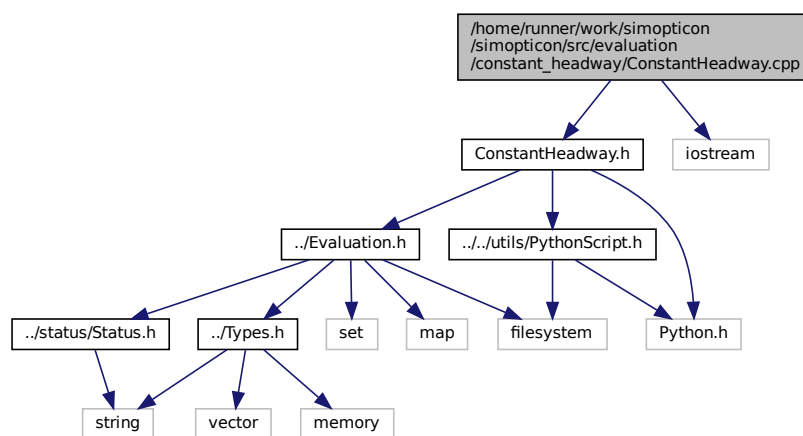 /home/runner/work/simopticon
/simopticon/src/evaluation
/constant_headway/ConstantHeadway.cpp
ConstantHeadway.h
iostream
../Evaluation.h
../../utils/PythonScript.h
../status/Status.h
../Types.h
set
map
filesystem
Python.h
string
vector
memory